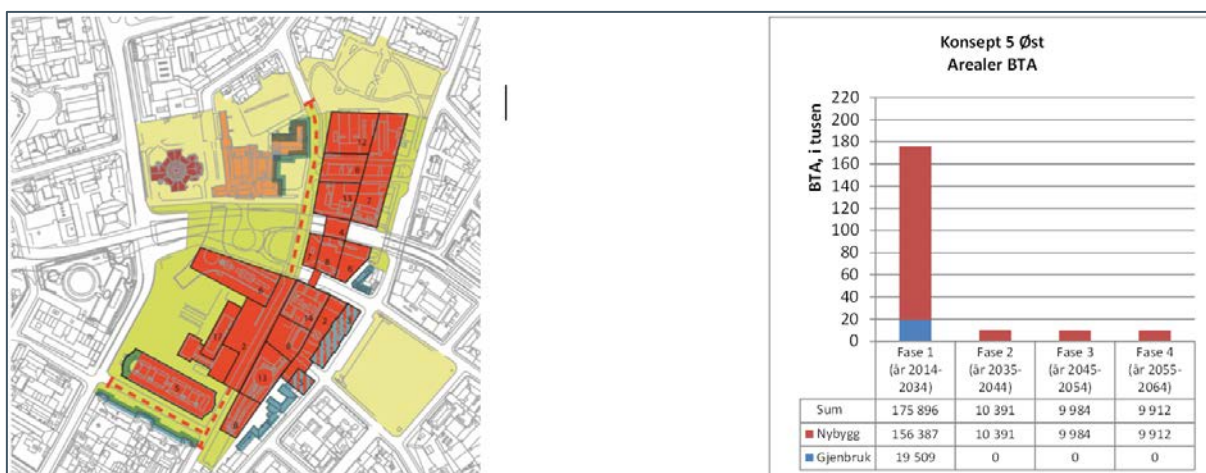 Konsept 5 Øst
Arealer BTA
BTA, i tusen
220
200
180
160
140
120
100
80
60
40
20
0
Fase 1 Fase 2 Fase 3 Fase 4
(år 2014- (år 2035- (år 2045- (år 2055-
2034) 2044) 2054) 2064)
Sum 175 896 10 391 9 984 9 912
Nybygg 156 387 10 391 9 984 9 912
Gjenbruk 19 509 0 0 0